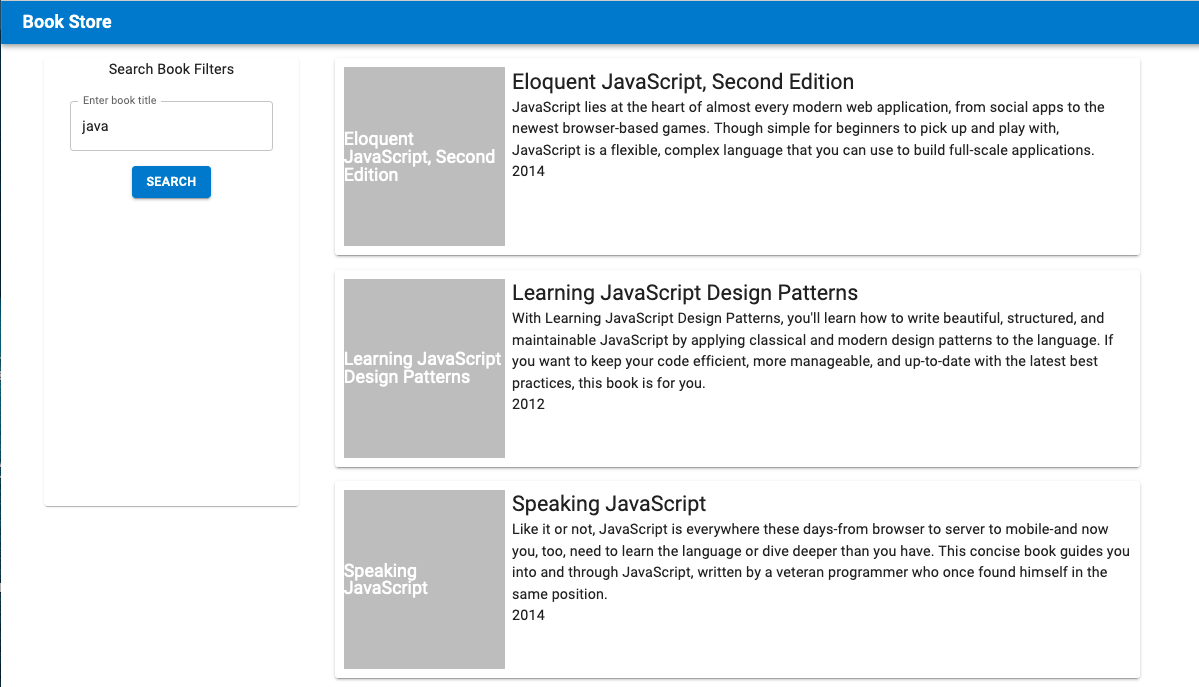 Book Store
Search Book Filters
Enter book title
java
SEARCH
Eloquent
JavaScript, Second
Edition
Eloquent JavaScript, Second Edition
JavaScript lies at the heart of almost every modern web application, from social apps to the
newest browser-based games. Though simple for beginners to pick up and play with,
JavaScript is a flexible, complex language that you can use to build full-scale applications.
2014
Learning JavaScript
Design Patterns
Learning JavaScript Design Patterns
With Learning JavaScript Design Patterns, you'll learn how to write beautiful, structured, and
maintainable JavaScript by applying classical and modern design patterns to the language. If
you want to keep your code efficient, more manageable, and up-to-date with the latest best
practices, this book is for you.
2012
Speaking
JavaScript
Speaking JavaScript
Like it or not, JavaScript is everywhere these days-from browser to server to mobile-and now
you, too, need to learn the language or dive deeper than you have. This concise book guides you
into and through JavaScript, written by a veteran programmer who once found himself in the
same position.
2014